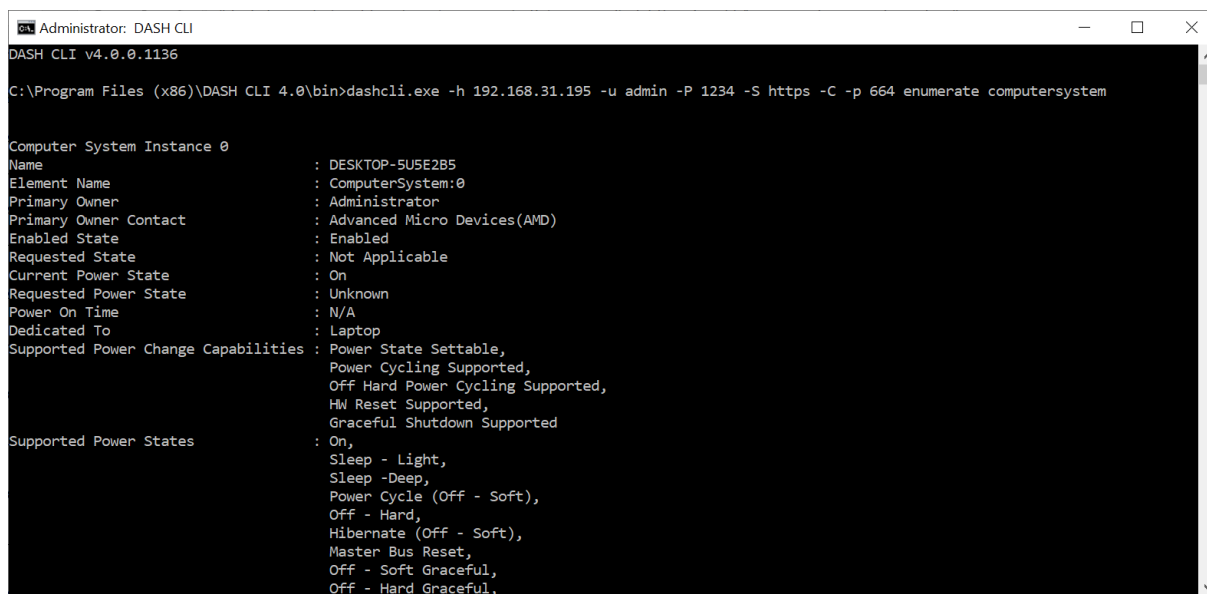 Administrator: DASH CLI
DASH CLI v4.0.0.1136
C:\Program Files (x86)\DASH CLI 4.0\bin>dashcli.exe -h 192.168.31.195 -u admin -P 1234 -S https -C -p 664 enumerate computersystem
Computer System Instance 0
Name : DESKTOP-5U5E2B5
Element Name : ComputerSystem:0
Primary Owner : Administrator
Primary Owner Contact : Advanced Micro Devices(AMD)
Enabled State : Enabled
Requested State : Not Applicable
Current Power State : On
Requested Power State : Unknown
Power On Time : N/A
Dedicated To : Laptop
Supported Power Change Capabilities : Power State Settable,
Power Cycling Supported,
Off Hard Power Cycling Supported,
HW Reset Supported,
Graceful Shutdown Supported
Supported Power States : On,
Sleep - Light,
Sleep -Deep,
Power Cycle (Off - Soft),
Off - Hard,
Hibernate (Off - Soft),
Master Bus Reset,
Off - Soft Graceful,
Off - Hard Graceful,